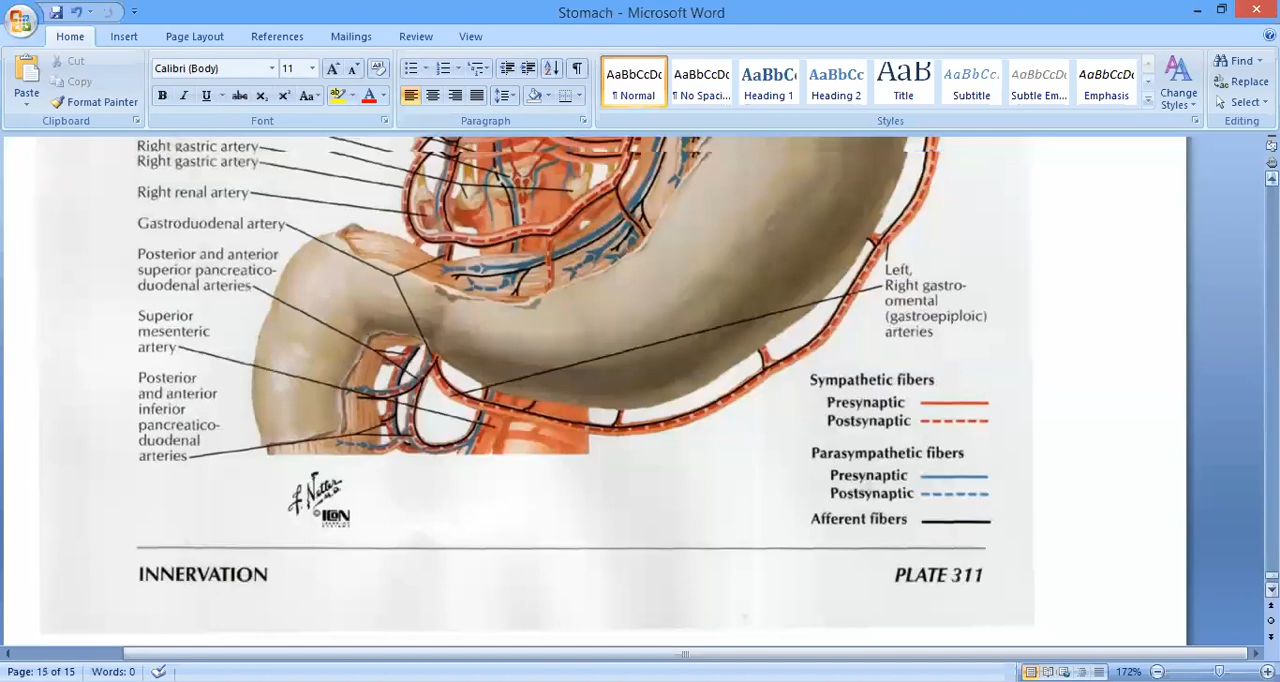 Stomach - Microsoft Word
Home Insert Page Layout References Mailings Review View
Paste
Cut
Copy
Format Painter
Clipboard
Calibri (Body) 11
Font
Paragraph
AaBbCcDc AaBbCcDc AaBbC AaBbCc AaB AaBbCc. AaBbCcDc AaBbCcDc
¶ Normal ¶ No Spaci... Heading 1 Heading 2 Title Subtitle Subtle Em... Emphasis
Change
Styles
Styles
Find
Replace
Select
Editing
Right gastric artery
Right gastric artery
Right renal artery
Gastroduodenal artery
Posterior and anterior
superior pancreatico-
duodenal arteries
Superior
mesenteric
artery
Posterior
and anterior
inferior
pancreatico-
duodenal
arteries
Left,
Right gastro-
omental
(gastroepiploic)
arteries
Sympathetic fibers
Presynaptic
Postsynaptic
Parasympathetic fibers
Presynaptic
Postsynaptic
Afferent fibers
F. Netter
M.D.
© ICON
INNERVATION
PLATE 311
Page: 15 of 15 Words: 0 172%